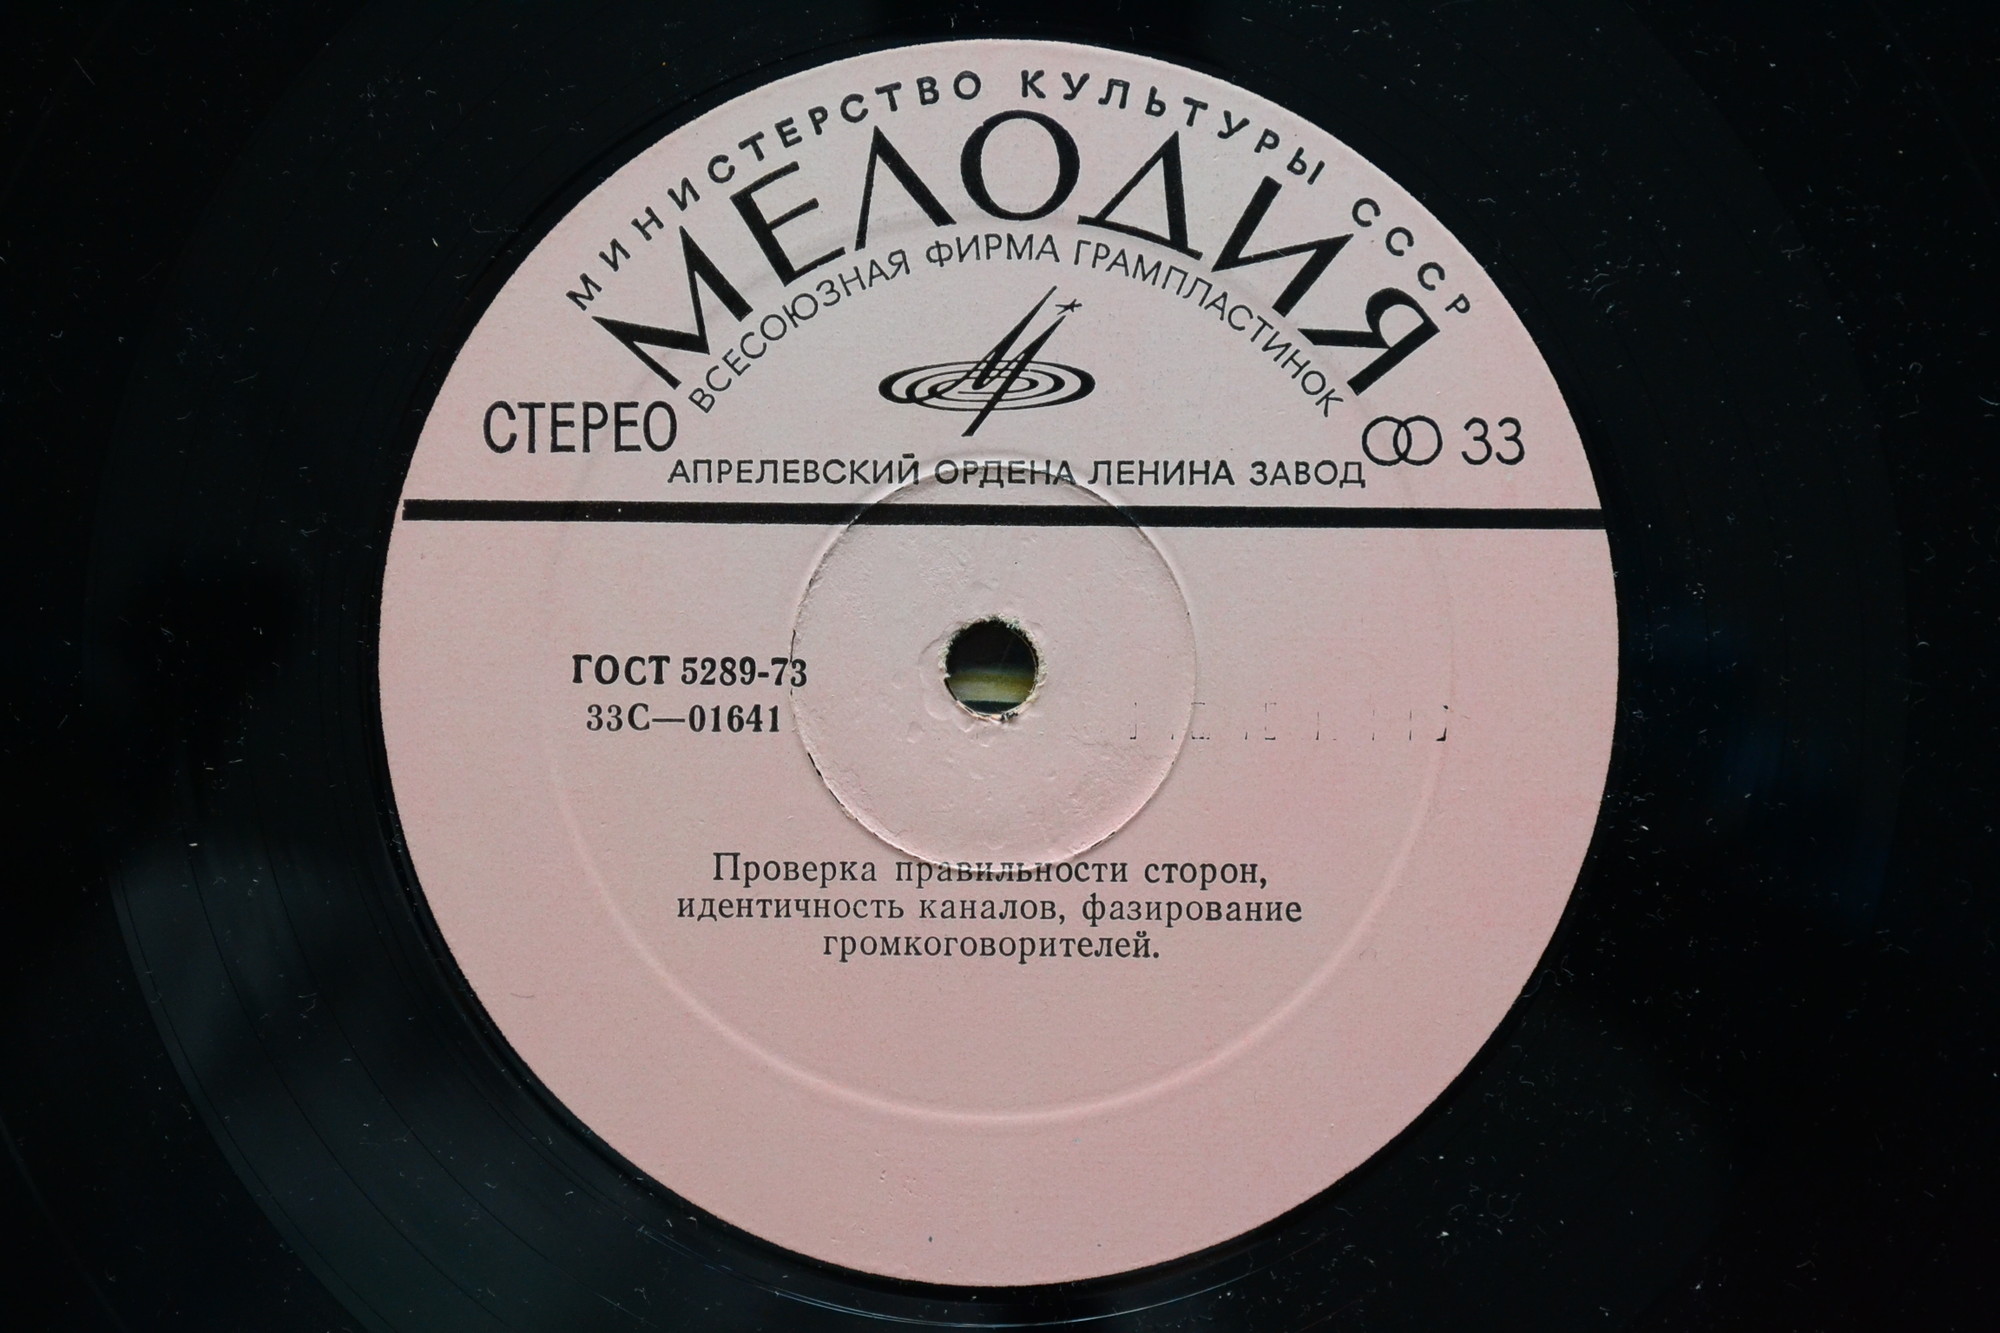 МИНИСТЕРСТВО КУЛЬТУРЫ СССР
МЕЛОДИЯ
ВСЕСОЮЗНАЯ ФИРМА ГРАМПЛАСТИНОК
СТЕРЕО
33
АПРЕЛЕВСКИЙ ОРДЕНА ЛЕНИНА ЗАВОД
ГОСТ 5289-73
33С—01641
Проверка правильности сторон,
идентичность каналов, фазирование
громкоговорителей.